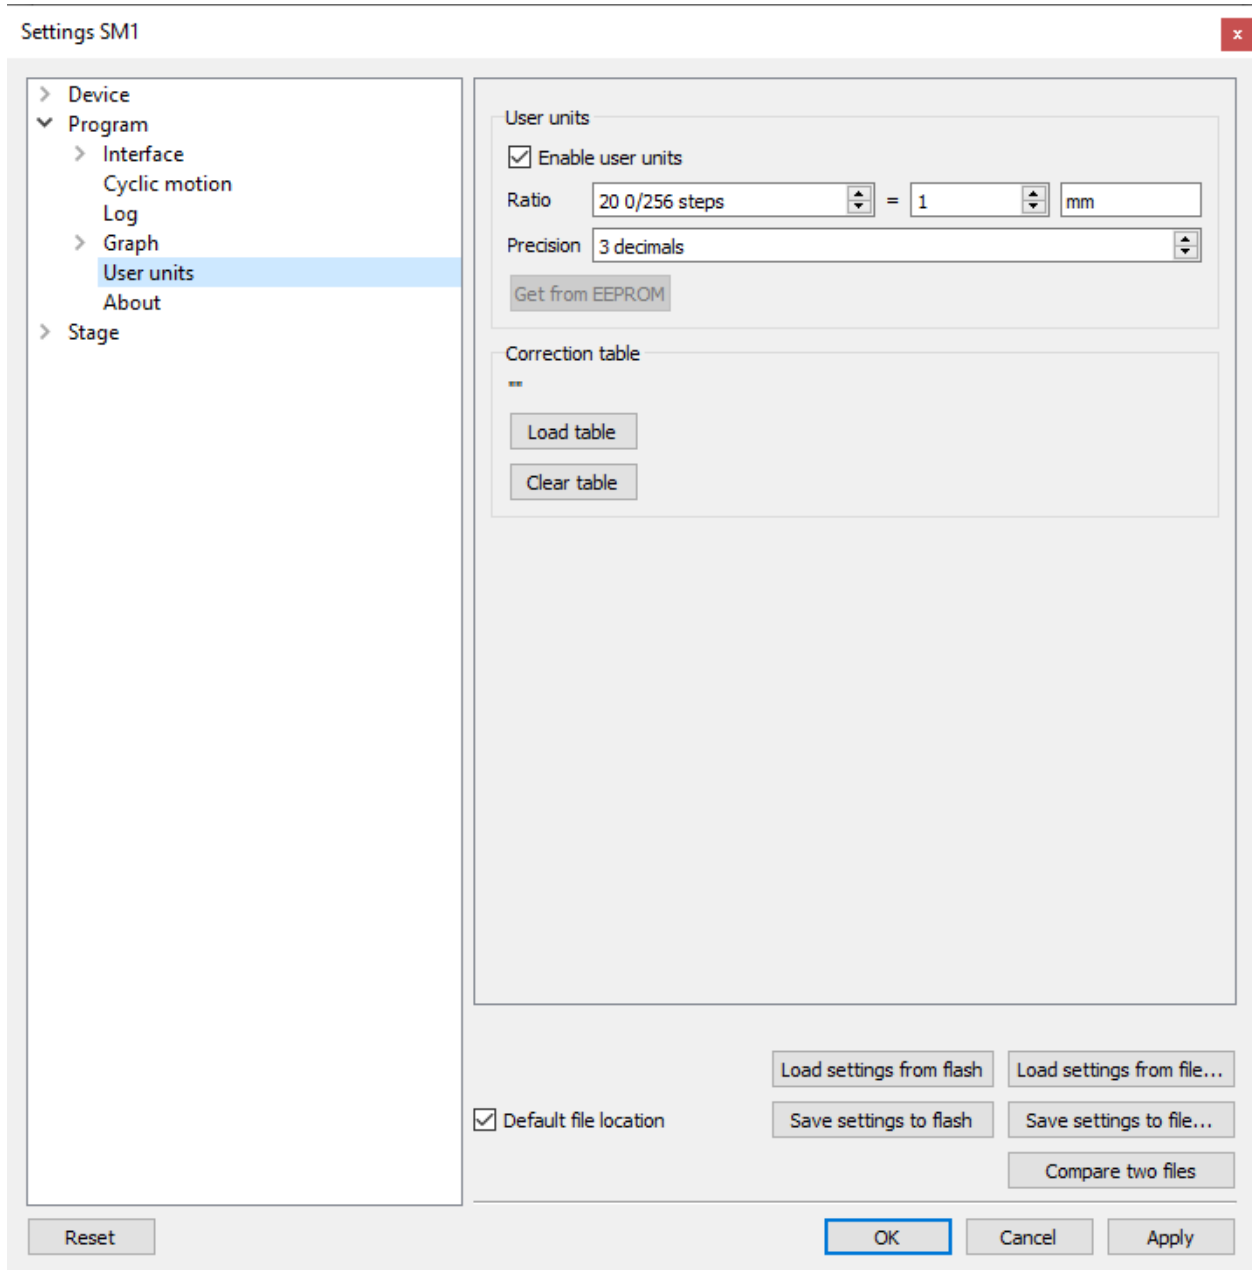 Settings SM1
x
Device
Program
Interface
Cyclic motion
Log
Graph
User units
About
Stage
User units
Enable user units
Ratio 20 0/256 steps = 1 mm
Precision 3 decimals
Get from EEPROM
Correction table
""
Load table
Clear table
Load settings from flash Load settings from file...
Default file location Save settings to flash Save settings to file...
Compare two files
Reset OK Cancel Apply